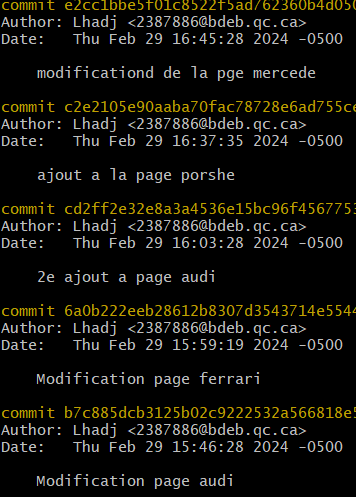 commit e2cc1bbe5f01c8522f5ad762360b4d050
Author: Lhadj <2387886@bdeb.qc.ca>
Date:   Thu Feb 29 16:45:28 2024 -0500
modificationd de la pge mercede
commit c2e2105e90aaba70fac78728e6ad755ce
Author: Lhadj <2387886@bdeb.qc.ca>
Date:   Thu Feb 29 16:37:35 2024 -0500
ajout a la page porshe
commit cd2ff2e32e8a3a4536e15bc96f4567753
Author: Lhadj <2387886@bdeb.qc.ca>
Date:   Thu Feb 29 16:03:28 2024 -0500
2e ajout a page audi
commit 6a0b222eeb28612b8307d3543714e5544
Author: Lhadj <2387886@bdeb.qc.ca>
Date:   Thu Feb 29 15:59:19 2024 -0500
Modification page ferrari
commit b7c885dcb3125b02c9222532a566818e5
Author: Lhadj <2387886@bdeb.qc.ca>
Date:   Thu Feb 29 15:46:28 2024 -0500
Modification page audi